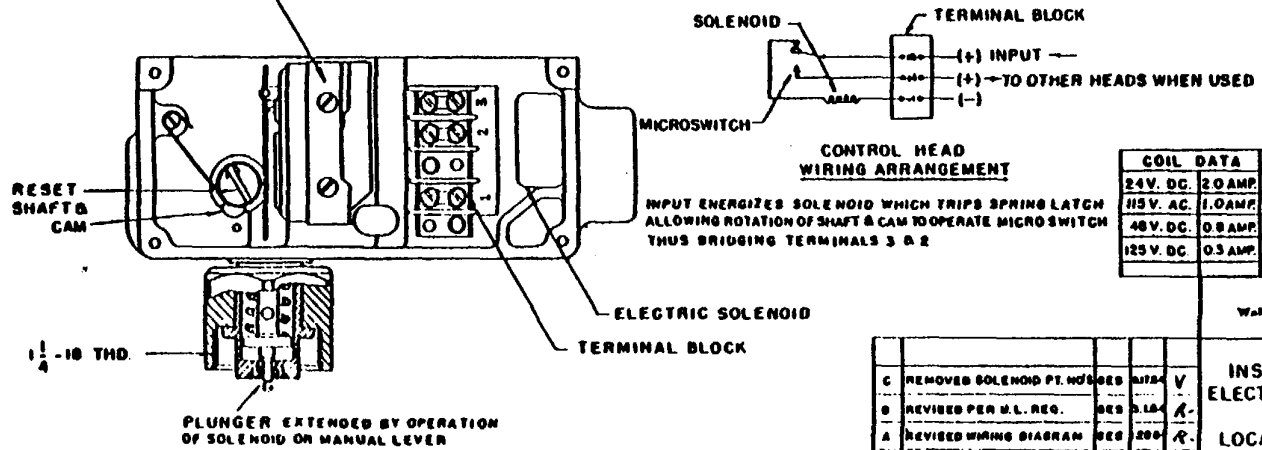 SOLENOID
TERMINAL BLOCK
(+) INPUT
(+) TO OTHER HEADS WHEN USED
(-)
MICROSWITCH
CONTROL HEAD
WIRING ARRANGEMENT
INPUT ENERGIZES SOLENOID WHICH TRIPS SPRING LATCH
ALLOWING ROTATION OF SHAFT & CAM TO OPERATE MICRO SWITCH
THUS BRIDGING TERMINALS 3 & 2
3
2
1
RESET
SHAFT &
CAM
COIL DATA
24 V. DC. 2.0 AMP.
115 V. AC. 1.0 AMP.
48 V. DC. 0.8 AMP.
125 V. DC. 0.3 AMP.
ELECTRIC SOLENOID
TERMINAL BLOCK
1 1/4 -18 THD.
PLUNGER EXTENDED BY OPERATION
OF SOLENOID OR MANUAL LEVER
C REMOVED SOLENOID PT. NO'S
B REVISED PER U.L. REQ.
A REVISED WIRING DIAGRAM
INS
ELECT
LOCA